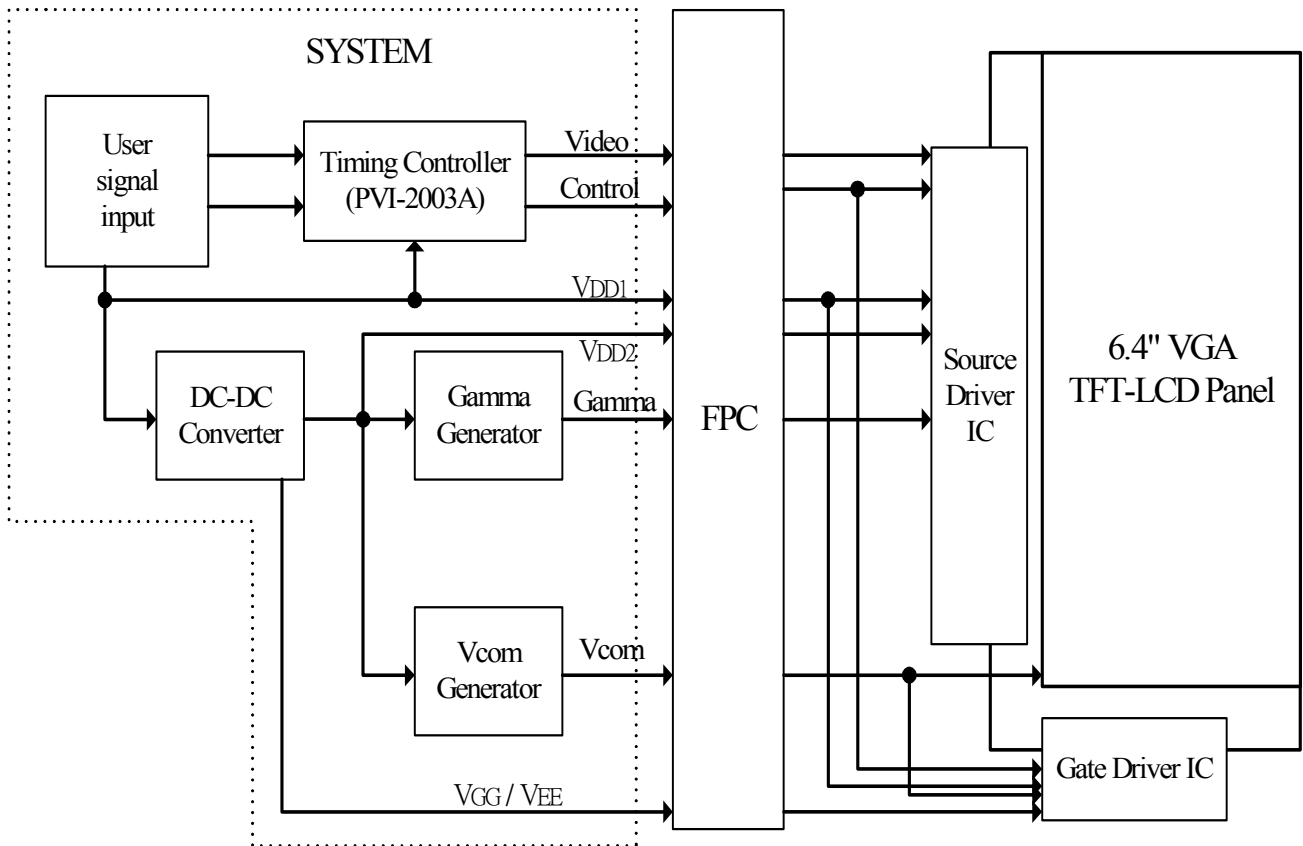 SYSTEM
User
signal
input
Timing Controller
(PVI-2003A)
Video
Control
VDD1
VDD2
DC-DC
Converter
Gamma
Generator
Gamma
Vcom
Generator
Vcom
VGG / VEE
FPC
Source
Driver
IC
6.4" VGA
TFT-LCD Panel
Gate Driver IC